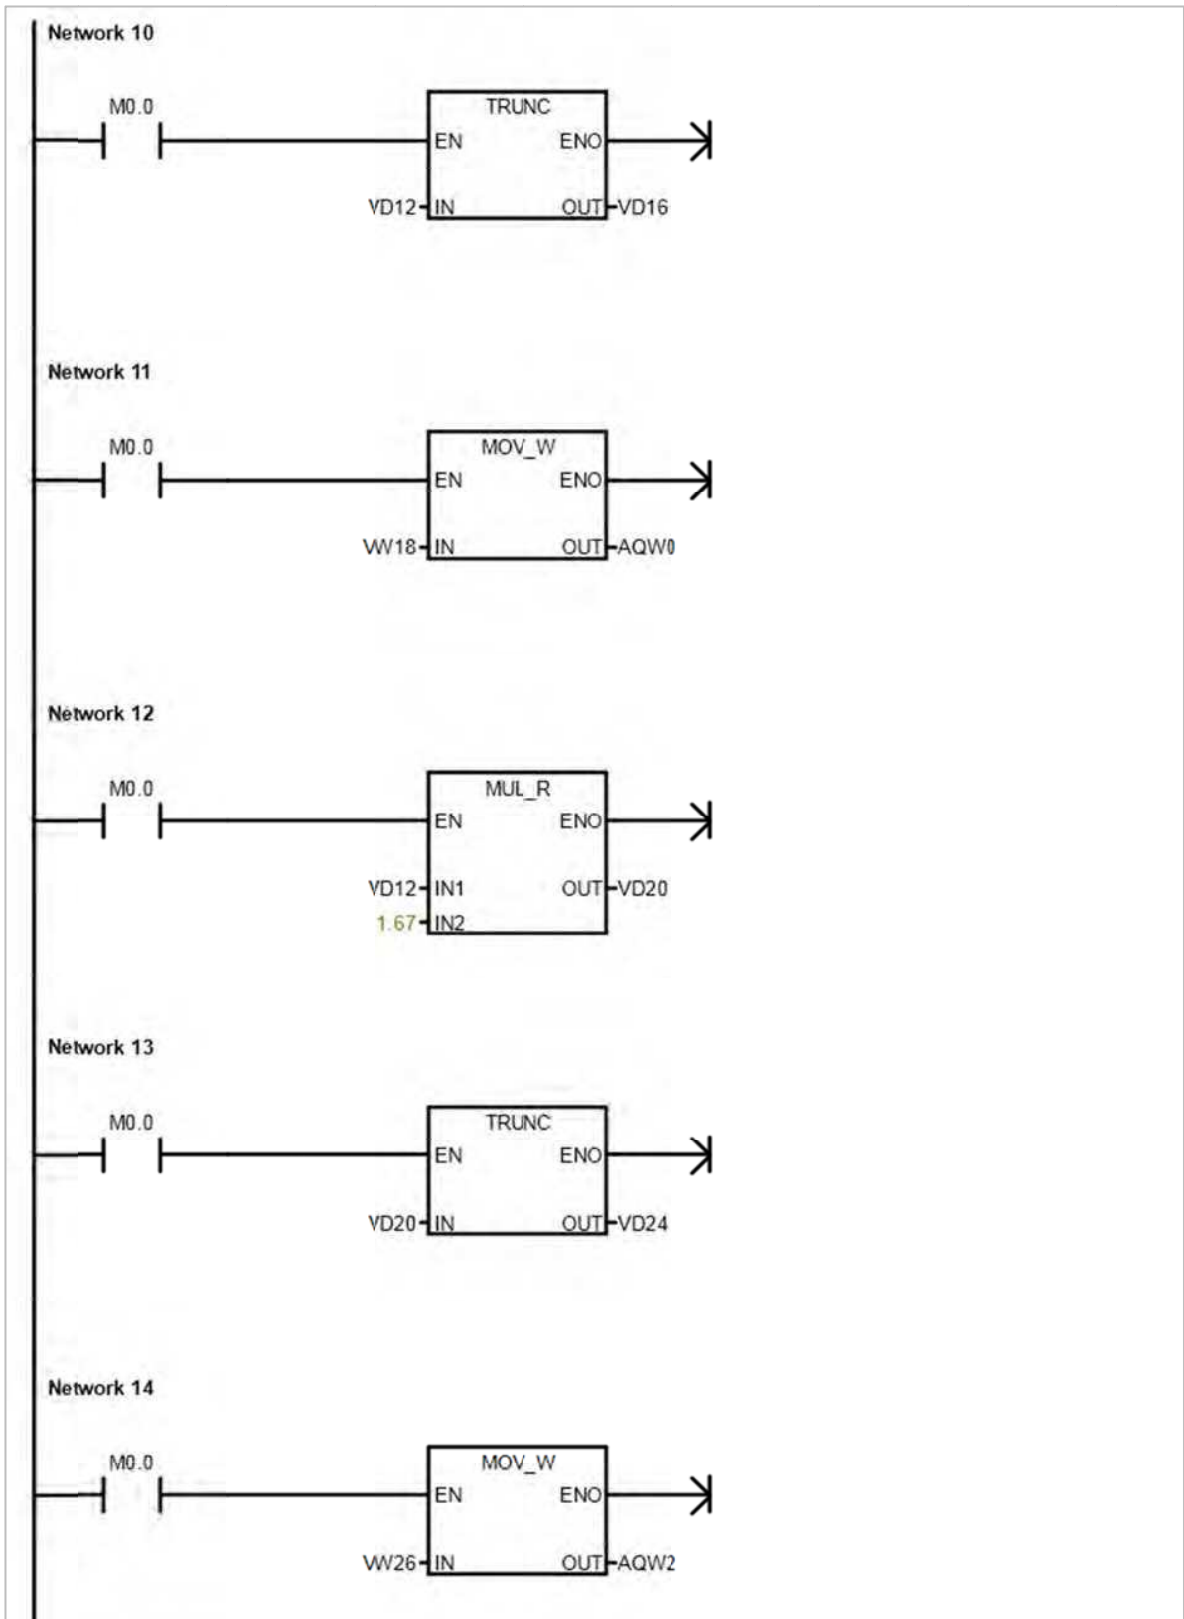 Network 10
M0.0
TRUNC
EN ENO
VD12 IN OUT VD16
Network 11
M0.0
MOV_W
EN ENO
VW18 IN OUT AQW0
Network 12
M0.0
MUL_R
EN ENO
VD12 IN1 OUT VD20
1.67 IN2
Network 13
M0.0
TRUNC
EN ENO
VD20 IN OUT VD24
Network 14
M0.0
MOV_W
EN ENO
VW26 IN OUT AQW2